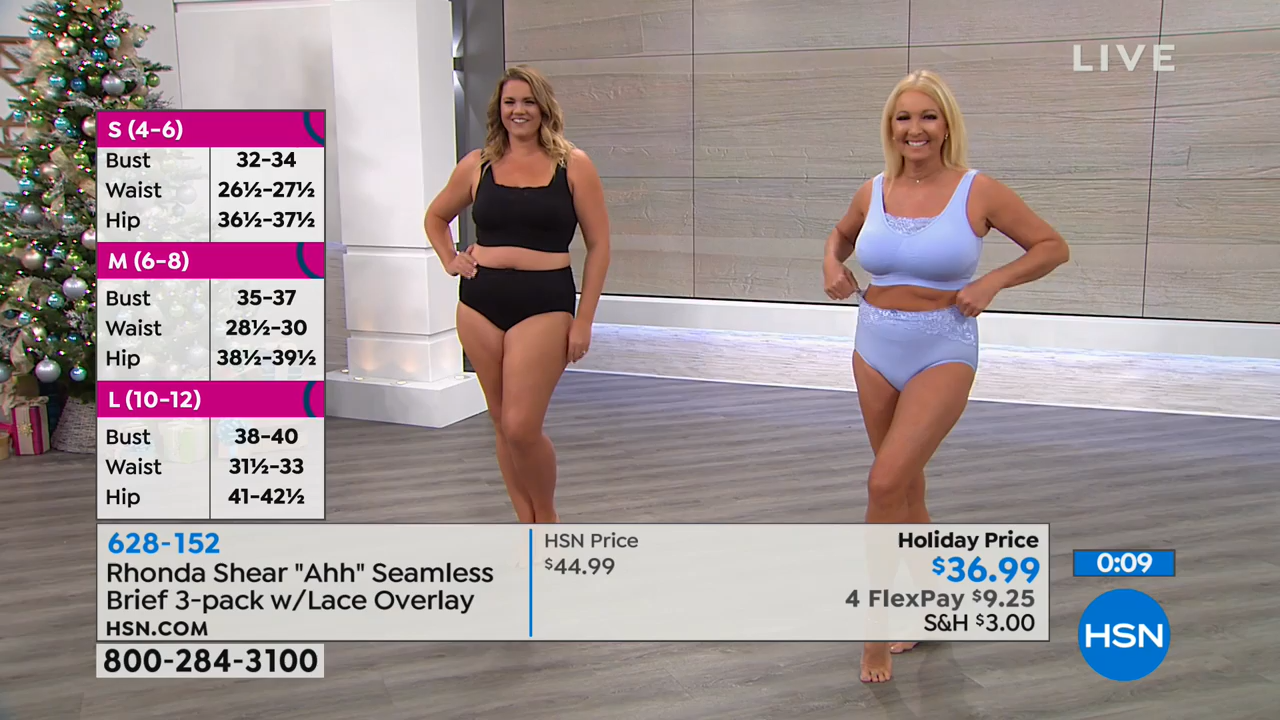 LIVE
S (4-6)
Bust 32-34
Waist 26½-27½
Hip 36½-37½
M (6-8)
Bust 35-37
Waist 28½-30
Hip 38½-39½
L (10-12)
Bust 38-40
Waist 31½-33
Hip 41-42½
628-152
Rhonda Shear "Ahh" Seamless
Brief 3-pack w/Lace Overlay
HSN.COM
HSN Price
$44.99
Holiday Price
$36.99
4 FlexPay $9.25
S&H $3.00
800-284-3100
0:09
HSN